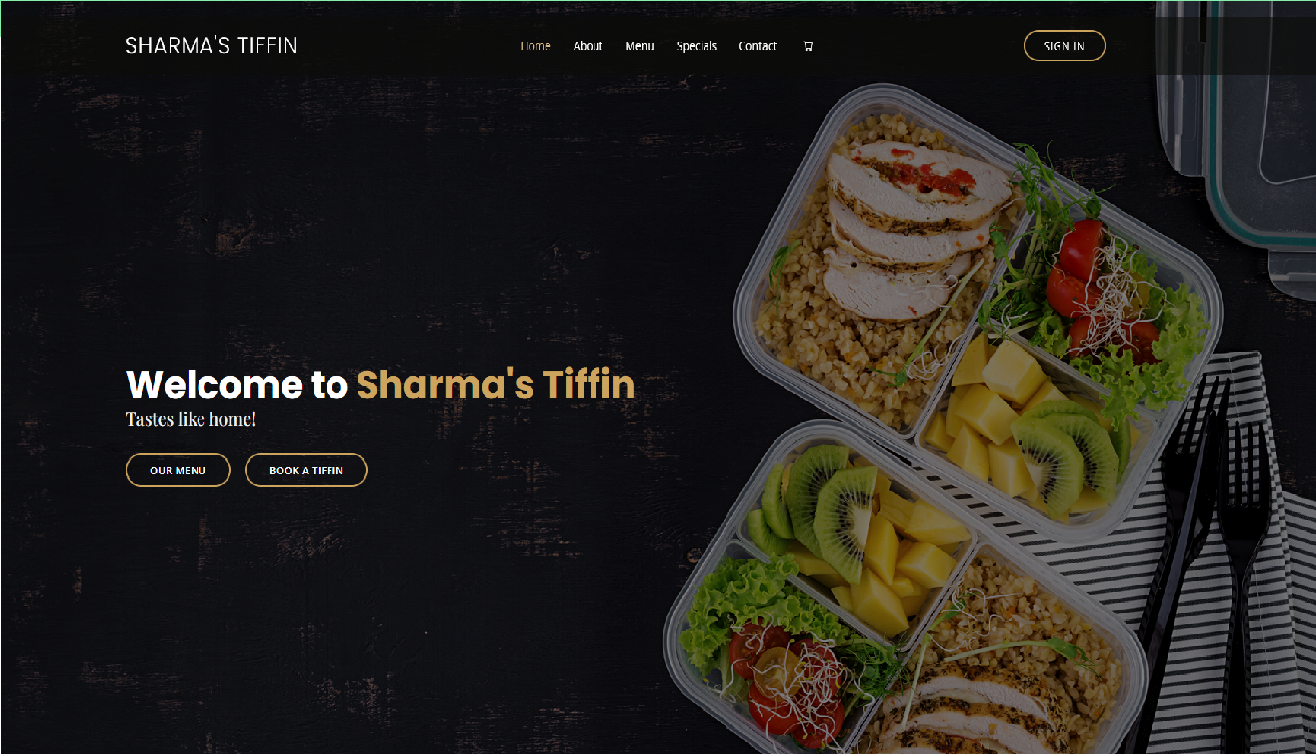 SHARMA'S TIFFIN
Home About Menu Specials Contact
SIGN IN
Welcome to Sharma's Tiffin
Tastes like home!
OUR MENU BOOK A TIFFIN